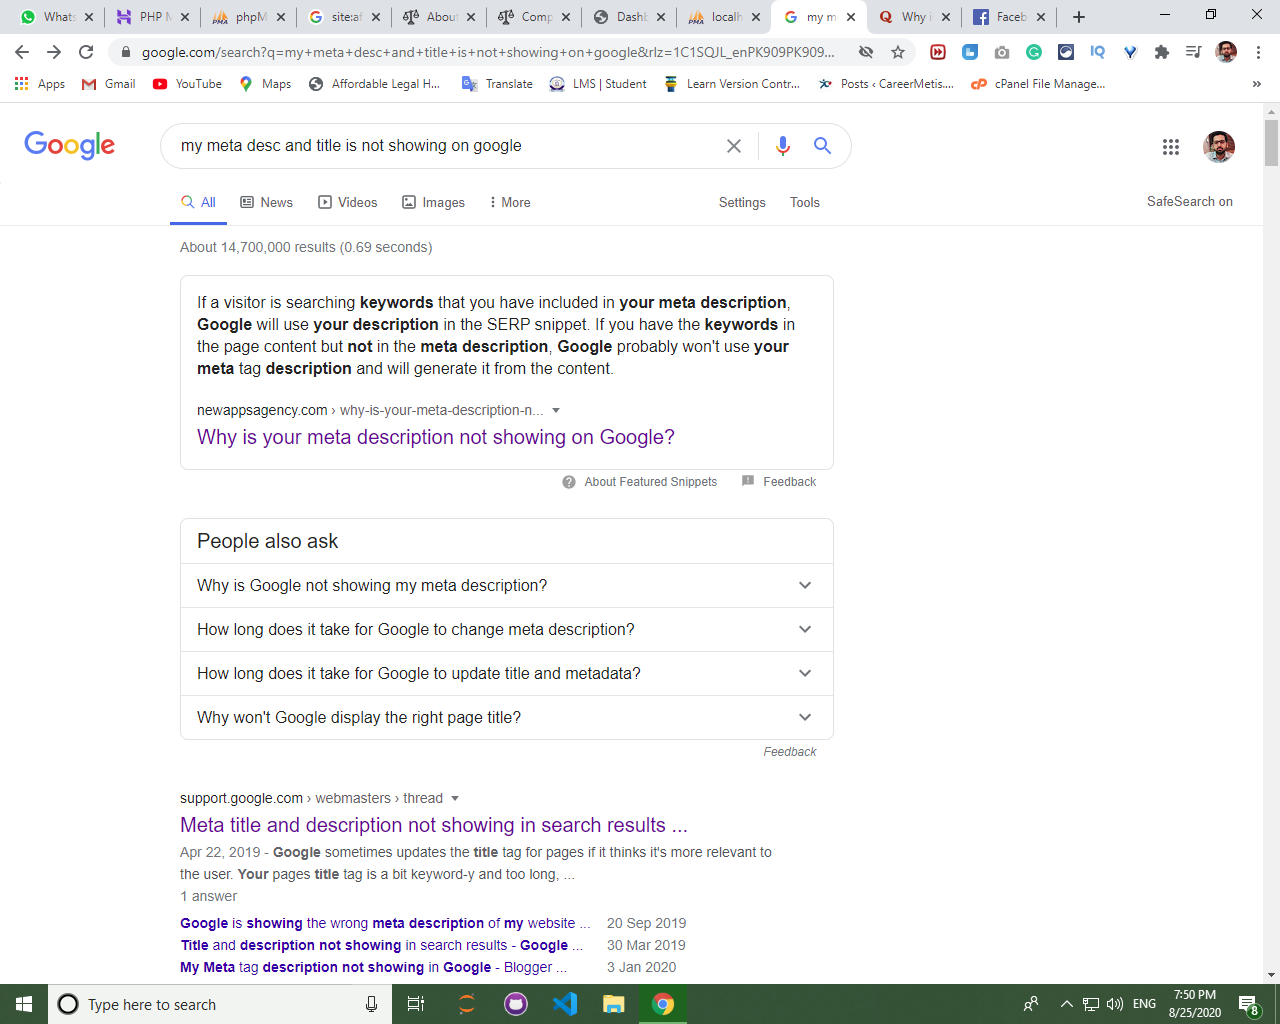 Whats
PHP M
phpM
site:af
About
Comp
Dashb
localh
my m
Why i
Faceb
google.com/search?q=my+meta+desc+and+title+is+not+showing+on+google&rlz=1C1SQJL_enPK909PK909...
Apps
Gmail
YouTube
Maps
Affordable Legal H...
Translate
LMS | Student
Learn Version Contr...
Posts ‹ CareerMetis....
cPanel File Manage...
»
Google
my meta desc and title is not showing on google
All
News
Videos
Images
More
Settings
Tools
SafeSearch on
About 14,700,000 results (0.69 seconds)
If a visitor is searching keywords that you have included in your meta description,
Google will use your description in the SERP snippet. If you have the keywords in
the page content but not in the meta description, Google probably won't use your
meta tag description and will generate it from the content.
newappsagency.com › why-is-your-meta-description-n...
Why is your meta description not showing on Google?
About Featured Snippets
Feedback
People also ask
Why is Google not showing my meta description?
How long does it take for Google to change meta description?
How long does it take for Google to update title and metadata?
Why won't Google display the right page title?
Feedback
support.google.com › webmasters › thread
Meta title and description not showing in search results ...
Apr 22, 2019 - Google sometimes updates the title tag for pages if it thinks it's more relevant to
the user. Your pages title tag is a bit keyword-y and too long, ...
1 answer
Google is showing the wrong meta description of my website ... 20 Sep 2019
Title and description not showing in search results - Google ... 30 Mar 2019
My Meta tag description not showing in Google - Blogger ... 3 Jan 2020
Type here to search
ENG
7:50 PM
8/25/2020
8